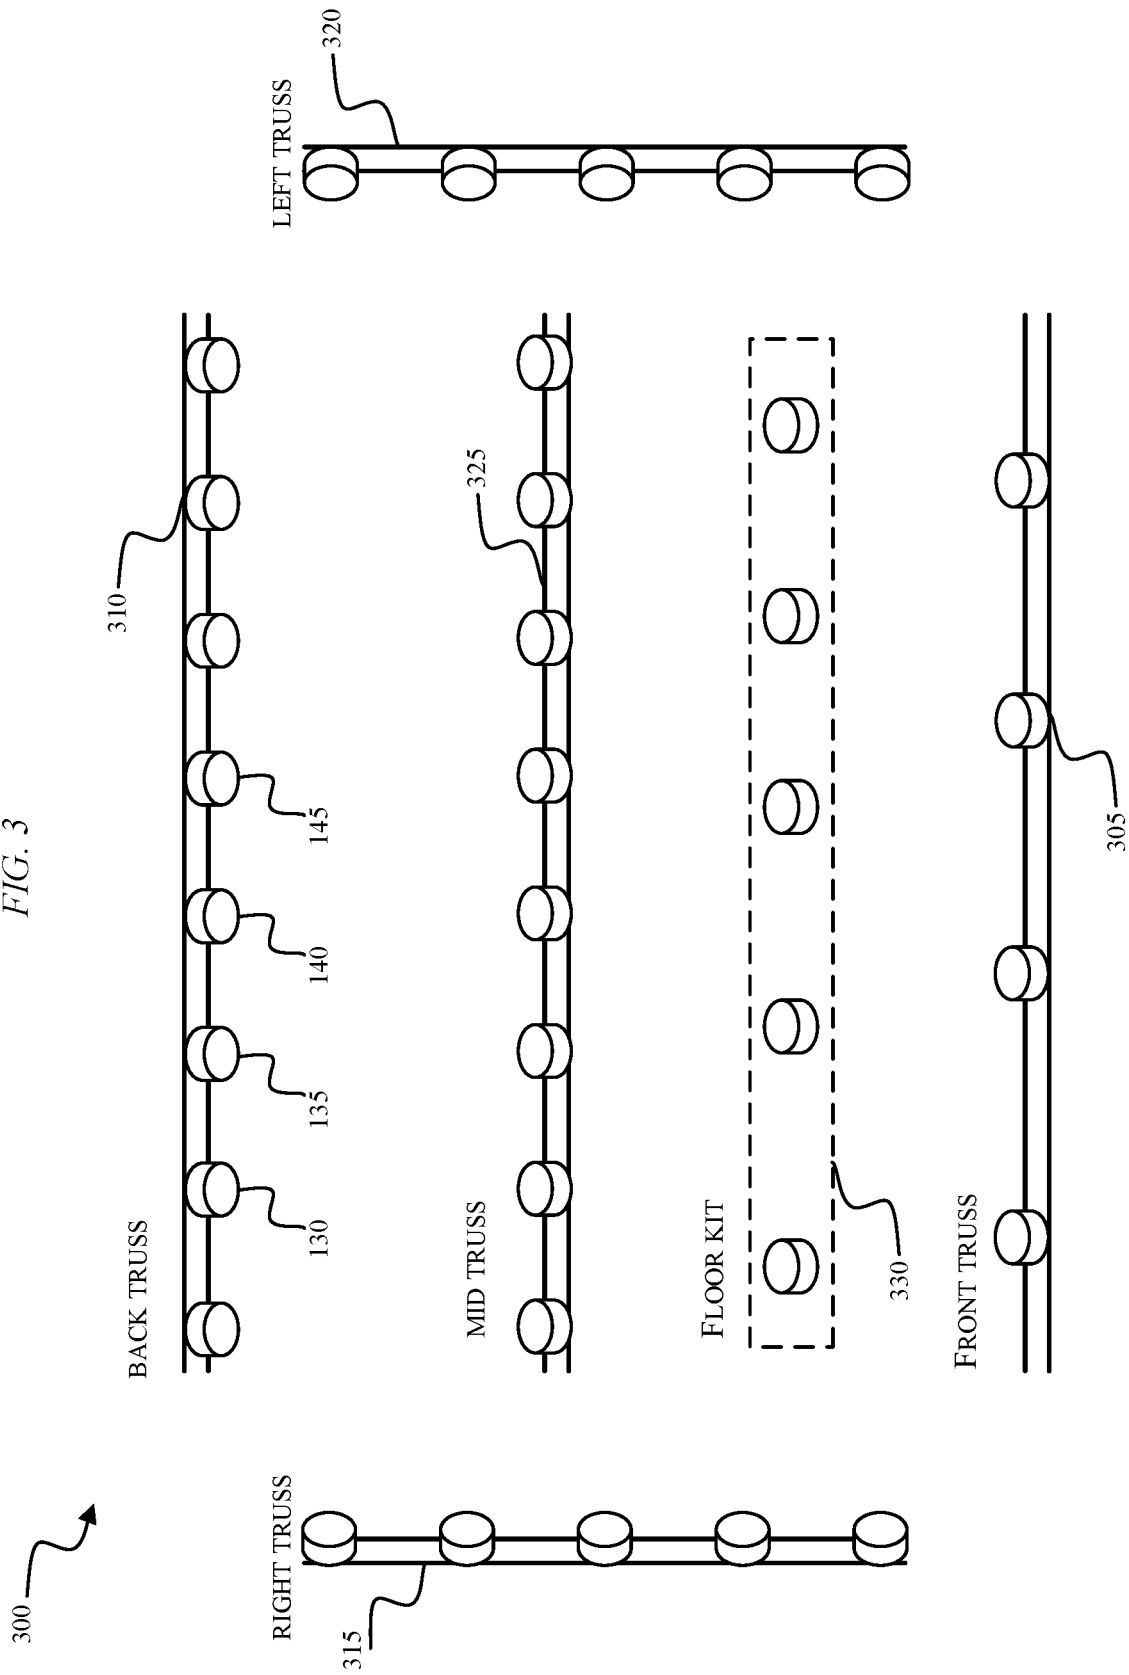 FIG. 3
300
BACK TRUSS
310
130
135
140
145
RIGHT TRUSS
315
LEFT TRUSS
320
MID TRUSS
325
FLOOR KIT
330
FRONT TRUSS
305